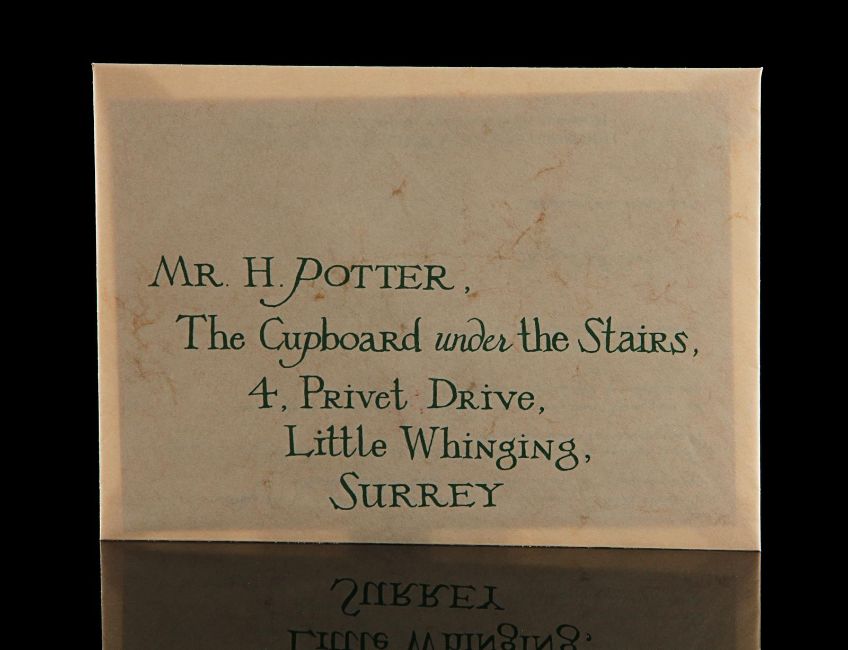 Mr. H. Potter,
The Cupboard under the Stairs,
4, Privet Drive,
Little Whinging,
Surrey